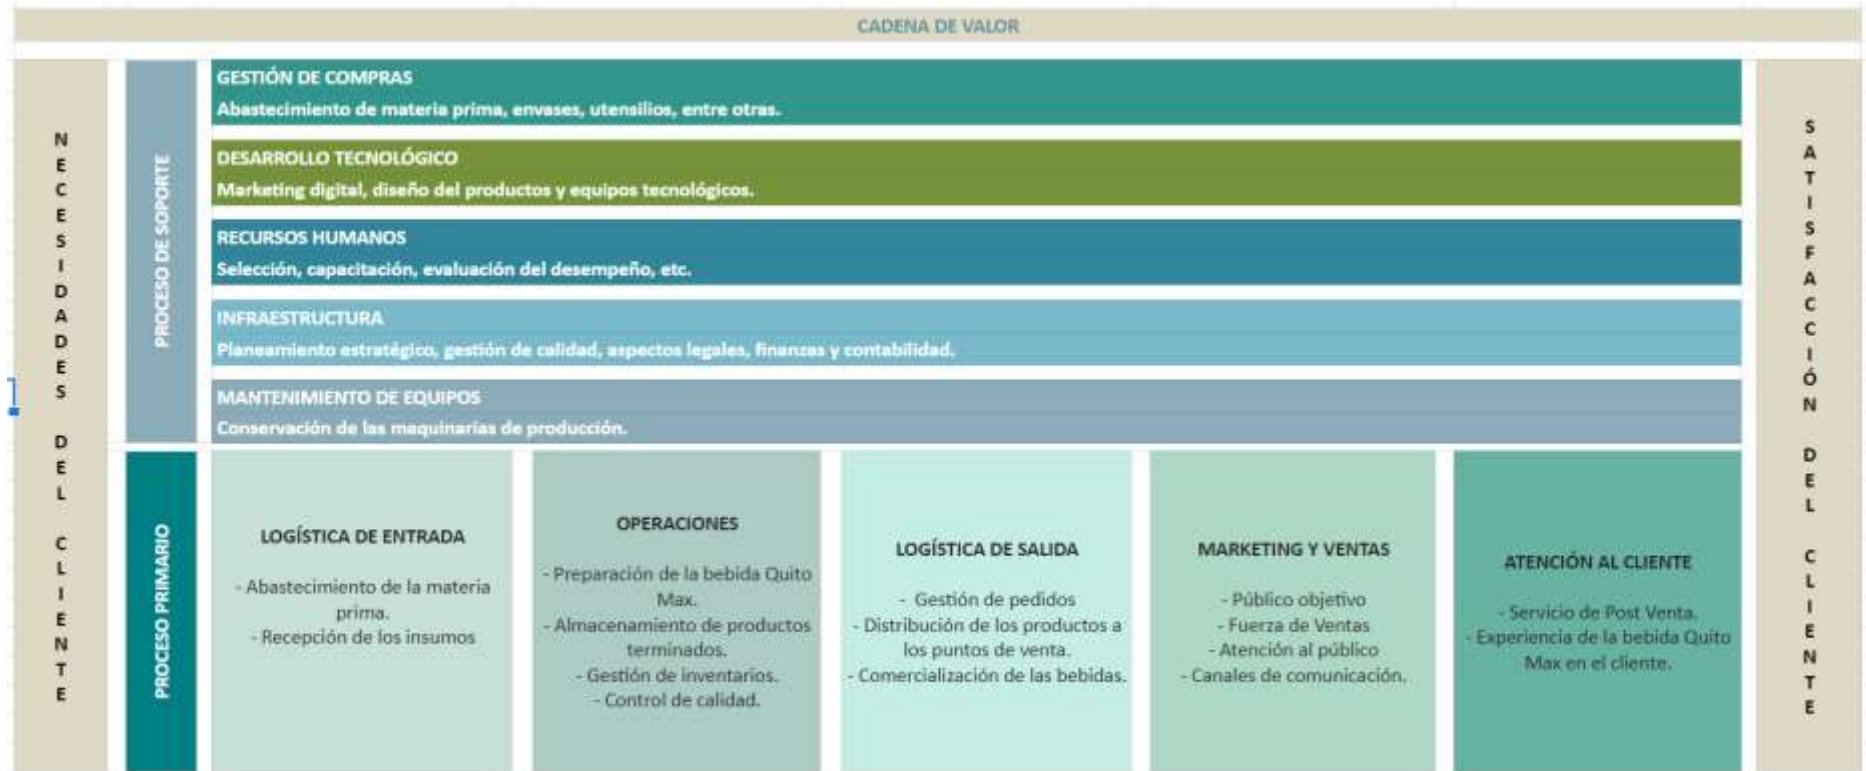 CADENA DE VALOR
NECESIDADES DEL CLIENTE
PROCESO DE SOPORTE
GESTIÓN DE COMPRAS
Abastecimiento de materia prima, envases, utensilios, entre otras.
DESARROLLO TECNOLÓGICO
Marketing digital, diseño del productos y equipos tecnológicos.
RECURSOS HUMANOS
Selección, capacitación, evaluación del desempeño, etc.
INFRAESTRUCTURA
Planeamiento estratégico, gestión de calidad, aspectos legales, finanzas y contabilidad.
MANTENIMIENTO DE EQUIPOS
Conservación de las maquinarias de producción.
PROCESO PRIMARIO
LOGÍSTICA DE ENTRADA
- Abastecimiento de la materia
prima.
- Recepción de los insumos
OPERACIONES
- Preparación de la bebida Quito
Max.
- Almacenamiento de productos
terminados.
- Gestión de inventarios.
- Control de calidad.
LOGÍSTICA DE SALIDA
- Gestión de pedidos
- Distribución de los productos a
los puntos de venta.
- Comercialización de las bebidas.
MARKETING Y VENTAS
- Público objetivo
- Fuerza de Ventas
- Atención al público
- Canales de comunicación.
ATENCIÓN AL CLIENTE
- Servicio de Post Venta.
- Experiencia de la bebida Quito
Max en el cliente.
SATISFACCIÓN DEL CLIENTE